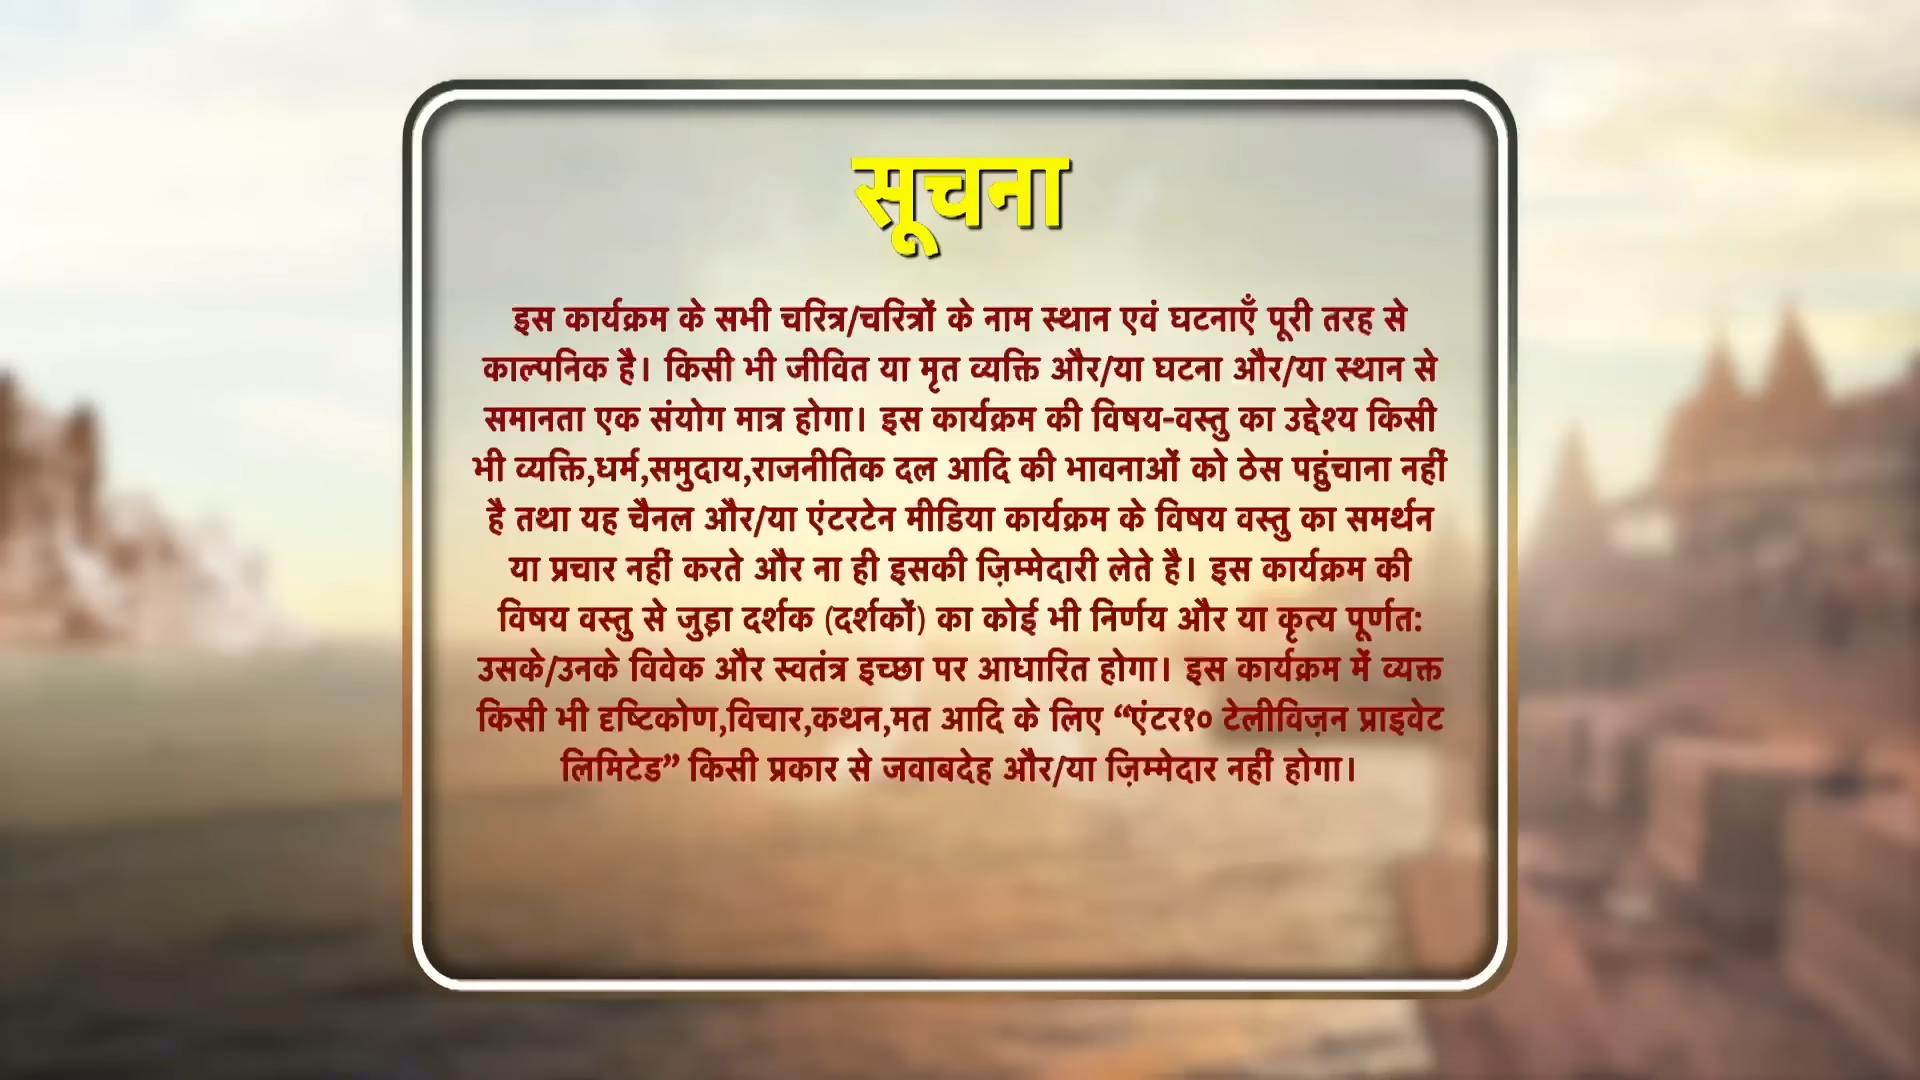 सूचना
इस कार्यक्रम के सभी चरित्र/चरित्रों के नाम स्थान एवं घटनाएँ पूरी तरह से
काल्पनिक है। किसी भी जीवित या मृत व्यक्ति और/या घटना और/या स्थान से
समानता एक संयोग मात्र होगा। इस कार्यक्रम की विषय-वस्तु का उद्देश्य किसी
भी व्यक्ति,धर्म,समुदाय,राजनीतिक दल आदि की भावनाओं को ठेस पहुंचाना नहीं
है तथा यह चैनल और/या एंटरटेन मीडिया कार्यक्रम के विषय वस्तु का समर्थन
या प्रचार नहीं करते और ना ही इसकी ज़िम्मेदारी लेते है। इस कार्यक्रम की
विषय वस्तु से जुड़ा दर्शक (दर्शकों) का कोई भी निर्णय और या कृत्य पूर्णत:
उसके/उनके विवेक और स्वतंत्र इच्छा पर आधारित होगा। इस कार्यक्रम में व्यक्त
किसी भी दृष्टिकोण,विचार,कथन,मत आदि के लिए “एंटर१० टेलीविज़न प्राइवेट
लिमिटेड” किसी प्रकार से जवाबदेह और/या ज़िम्मेदार नहीं होगा।